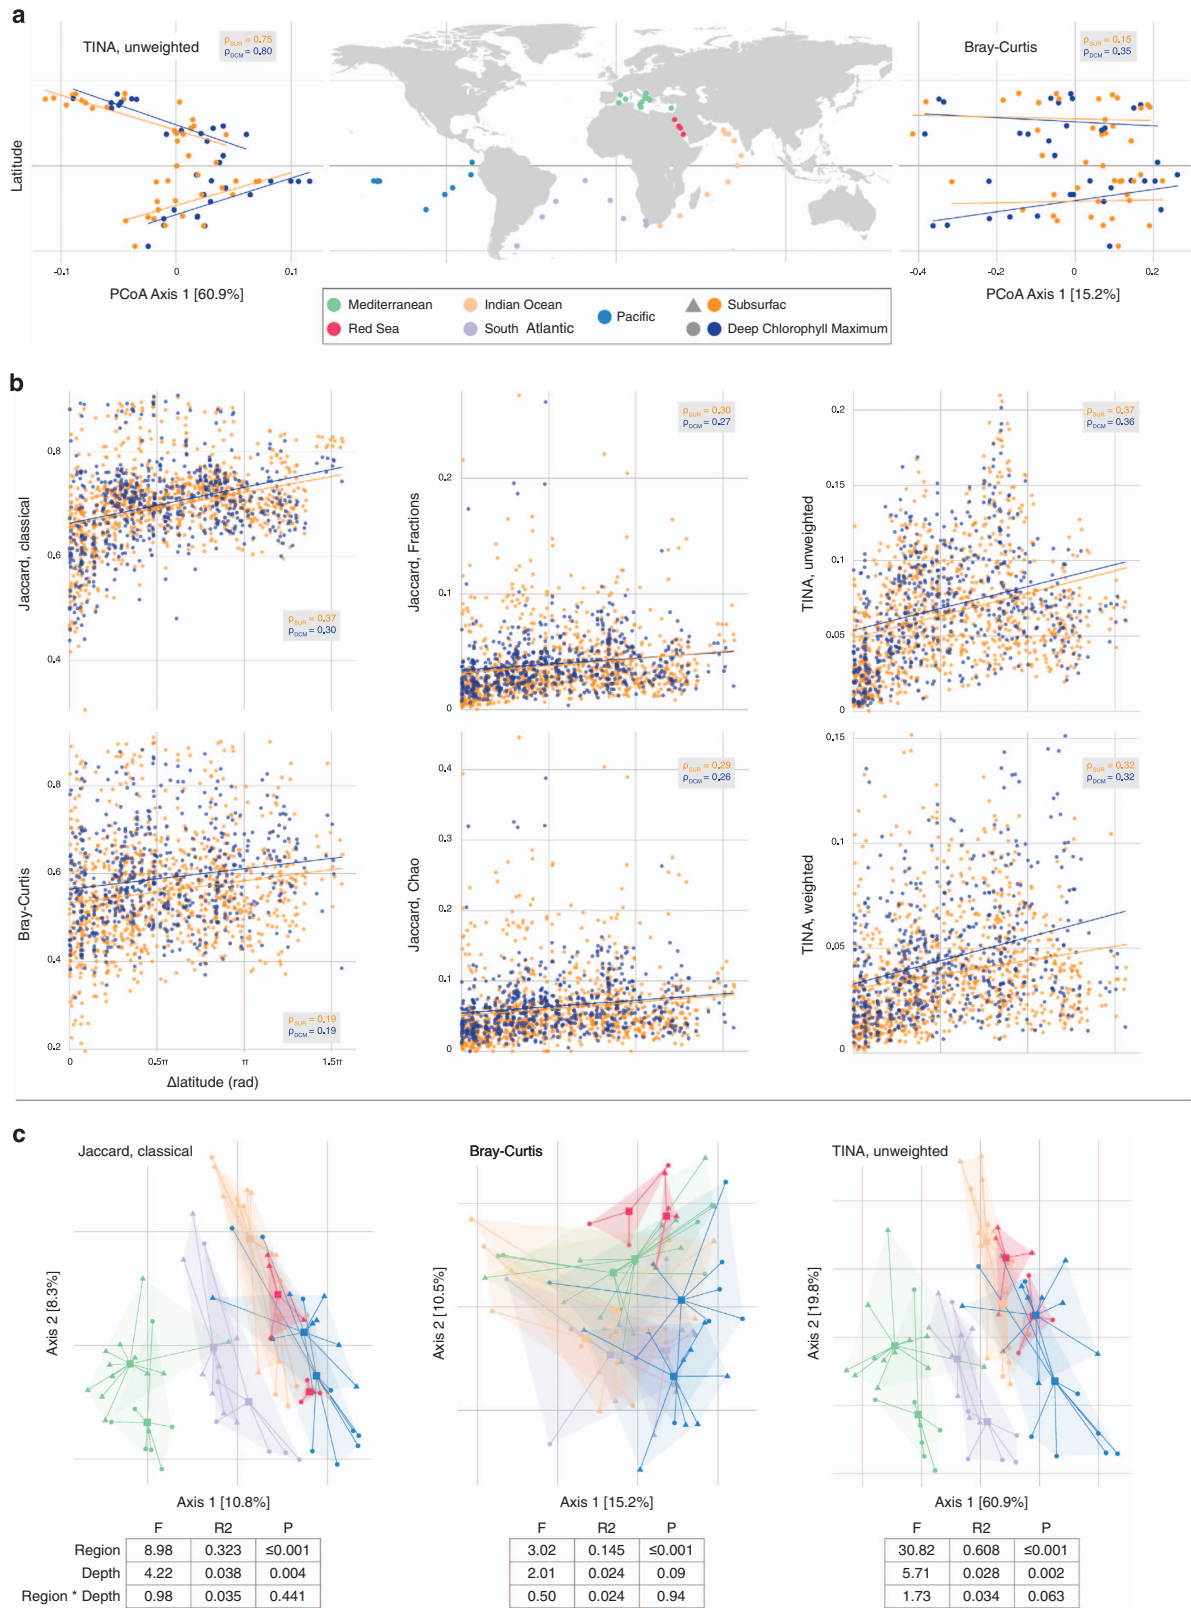 a
TINA, unweighted
ρSUR = 0.75
ρDCM = 0.80
Bray-Curtis
ρSUR = 0.15
ρDCM = 0.35
Latitude
-0.1
0
0.1
PCoA Axis 1 [60.9%]
-0.4
-0.2
0
0.2
PCoA Axis 1 [15.2%]
Mediterranean
Indian Ocean
Pacific
Subsurfac
Red Sea
South Atlantic
Deep Chlorophyll Maximum
b
Jaccard, classical
0.8
0.6
0.4
ρSUR = 0.37
ρDCM = 0.30
Jaccard, Fractions
0.2
0.1
0
ρSUR = 0.30
ρDCM = 0.27
TINA, unweighted
0.2
0.15
0.1
0.05
0
ρSUR = 0.37
ρDCM = 0.36
Bray-Curtis
0.8
0.6
0.4
0.2
ρSUR = 0.19
ρDCM = 0.19
0
0.5π
π
1.5π
Δlatitude (rad)
Jaccard, Chao
0.4
0.3
0.2
0.1
0
ρSUR = 0.29
ρDCM = 0.26
TINA, weighted
0.15
0.1
0.05
0
ρSUR = 0.32
ρDCM = 0.32
c
Jaccard, classical
Axis 2 [8.3%]
Axis 1 [10.8%]
Bray-Curtis
Axis 2 [10.5%]
Axis 1 [15.2%]
TINA, unweighted
Axis 2 [19.8%]
Axis 1 [60.9%]
F R2 P F R2 P F R2 P
Region 8.98 0.323 ≤0.001 3.02 0.145 ≤0.001 30.82 0.608 ≤0.001
Depth 4.22 0.038 0.004 2.01 0.024 0.09 5.71 0.028 0.002
Region * Depth 0.98 0.035 0.441 0.50 0.024 0.94 1.73 0.034 0.063